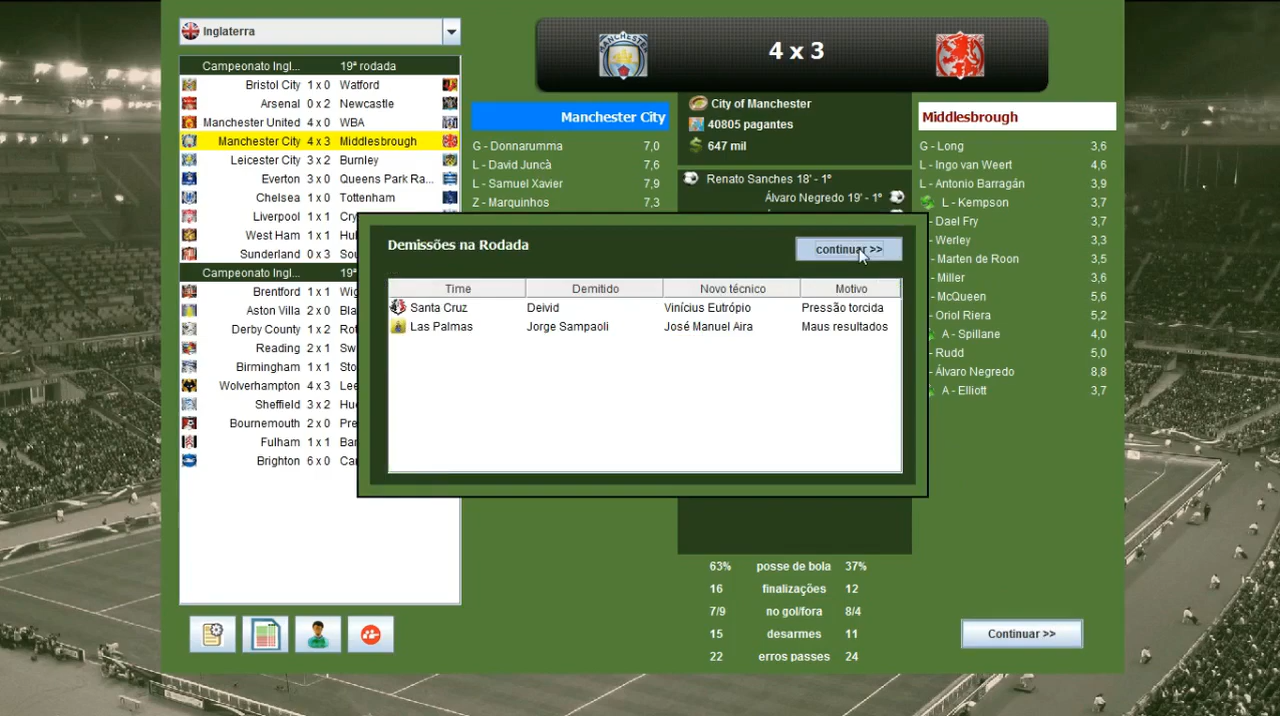 Inglaterra
Campeonato Ingl... 19ª rodada
Bristol City 1 x 0 Watford
Arsenal 0 x 2 Newcastle
Manchester United 4 x 0 WBA
Manchester City 4 x 3 Middlesbrough
Leicester City 3 x 2 Burnley
Everton 3 x 0 Queens Park Ra...
Chelsea 1 x 0 Tottenham
Liverpool 1 x 1 Cry
West Ham 1 x 1 Hul
Sunderland 0 x 3 Sou
Campeonato Ingl... 19ª
Brentford 1 x 1 Wig
Aston Villa 2 x 0
Derby County 1 x 2
Reading 2 x 1 Sw
Birmingham 1 x 1 Sto
Wolverhampton 4 x 3 Lee
Sheffield 3 x 2
Bournemouth 2 x 0 Pre
Fulham 1 x 1 Bar
Brighton 6 x 0
4 x 3
Manchester City
G - Donnarumma 7,0
L - David Juncà 7,6
L - Samuel Xavier 7,9
Z - Marquinhos 7,3
City of Manchester
40805 pagantes
647 mil
Renato Sanches 18' - 1º
Álvaro Negredo 19' - 1º
Middlesbrough
G - Long 3,6
L - Ingo van Weert 4,6
L - Antonio Barragán 3,9
L - Kempson 3,7
- Dael Fry 3,7
- Werley 3,3
- Marten de Roon 3,5
- Miller 3,5
- McQueen 3,6
- Oriol Riera 5,2
A - Spillane 4,0
- Rudd 5,0
- Álvaro Negredo 8,8
A - Elliott 3,7
Demissões na Rodada
continuar >>
Time Demitido Novo técnico Motivo
Santa Cruz Deivid Vinícius Eutrópio Pressão torcida
Las Palmas Jorge Sampaoli José Manuel Aira Maus resultados
63% posse de bola 37%
16 finalizações 12
7/9 no gol/fora 8/4
15 desarmes 11
22 erros passes 24
Continuar >>